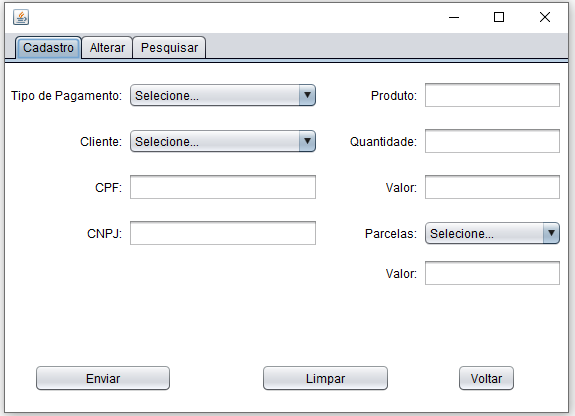 Cadastro Alterar Pesquisar
Tipo de Pagamento: Selecione... Produto:
Cliente: Selecione... Quantidade:
CPF: Valor:
CNPJ: Parcelas: Selecione...
Valor:
Enviar Limpar Voltar